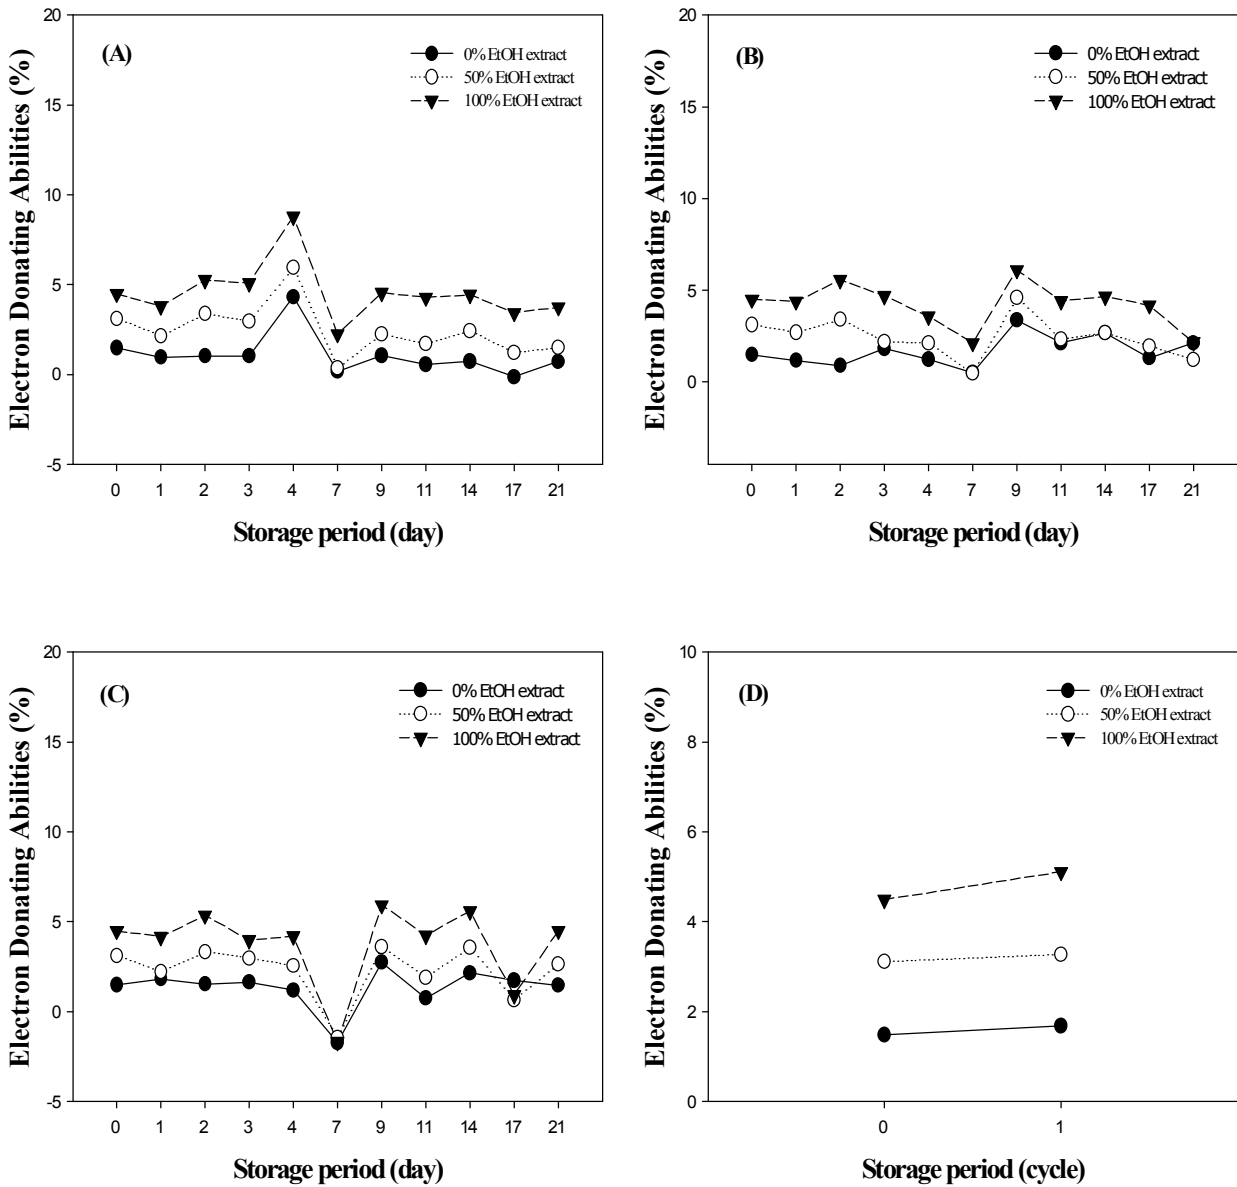 (A)
0% EtOH extract
50% EtOH extract
100% EtOH extract
Electron Donating Abilities (%)
20
15
10
5
0
-5
0 1 2 3 4 7 9 11 14 17 21
Storage period (day)
(B)
0% EtOH extract
50% EtOH extract
100% EtOH extract
Electron Donating Abilities (%)
20
15
10
5
0
0 1 2 3 4 7 9 11 14 17 21
Storage period (day)
(C)
0% EtOH extract
50% EtOH extract
100% EtOH extract
Electron Donating Abilities (%)
20
15
10
5
0
-5
0 1 2 3 4 7 9 11 14 17 21
Storage period (day)
(D)
0% EtOH extract
50% EtOH extract
100% EtOH extract
Electron Donating Abilities (%)
10
8
6
4
2
0
0 1
Storage period (cycle)